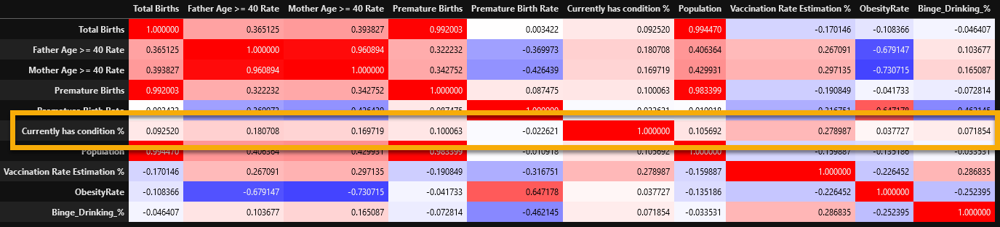 Total Births Father Age >= 40 Rate Mother Age >= 40 Rate Premature Births Premature Birth Rate Currently has condition % Population Vaccination Rate Estimation % ObesityRate Binge_Drinking_%
Total Births 1.000000 0.365125 0.393827 0.992003 0.003422 0.092520 0.994470 -0.170146 -0.108366 -0.046407
Father Age >= 40 Rate 0.365125 1.000000 0.960894 0.322232 -0.369973 0.180708 0.406364 0.267091 -0.679147 0.103677
Mother Age >= 40 Rate 0.393827 0.960894 1.000000 0.342752 -0.426439 0.169719 0.429931 0.297135 -0.730715 0.165087
Premature Births 0.992003 0.322232 0.342752 1.000000 0.087475 0.100063 0.983399 -0.190849 -0.041733 -0.072814
Premature Birth Rate 0.003422 -0.369973 -0.426439 0.087475 1.000000 -0.022621 -0.010918 -0.316751 0.647178 -0.462145
Currently has condition % 0.092520 0.180708 0.169719 0.100063 -0.022621 1.000000 0.105692 0.278987 0.037727 0.071854
Population 0.994470 0.406364 0.429931 0.983399 -0.010918 0.105692 1.000000 -0.159887 -0.135186 -0.033531
Vaccination Rate Estimation % -0.170146 0.267091 0.297135 -0.190849 -0.316751 0.278987 -0.159887 1.000000 -0.226452 0.286835
ObesityRate -0.108366 -0.679147 -0.730715 -0.041733 0.647178 0.037727 -0.135186 -0.226452 1.000000 -0.252395
Binge_Drinking_% -0.046407 0.103677 0.165087 -0.072814 -0.462145 0.071854 -0.033531 0.286835 -0.252395 1.000000